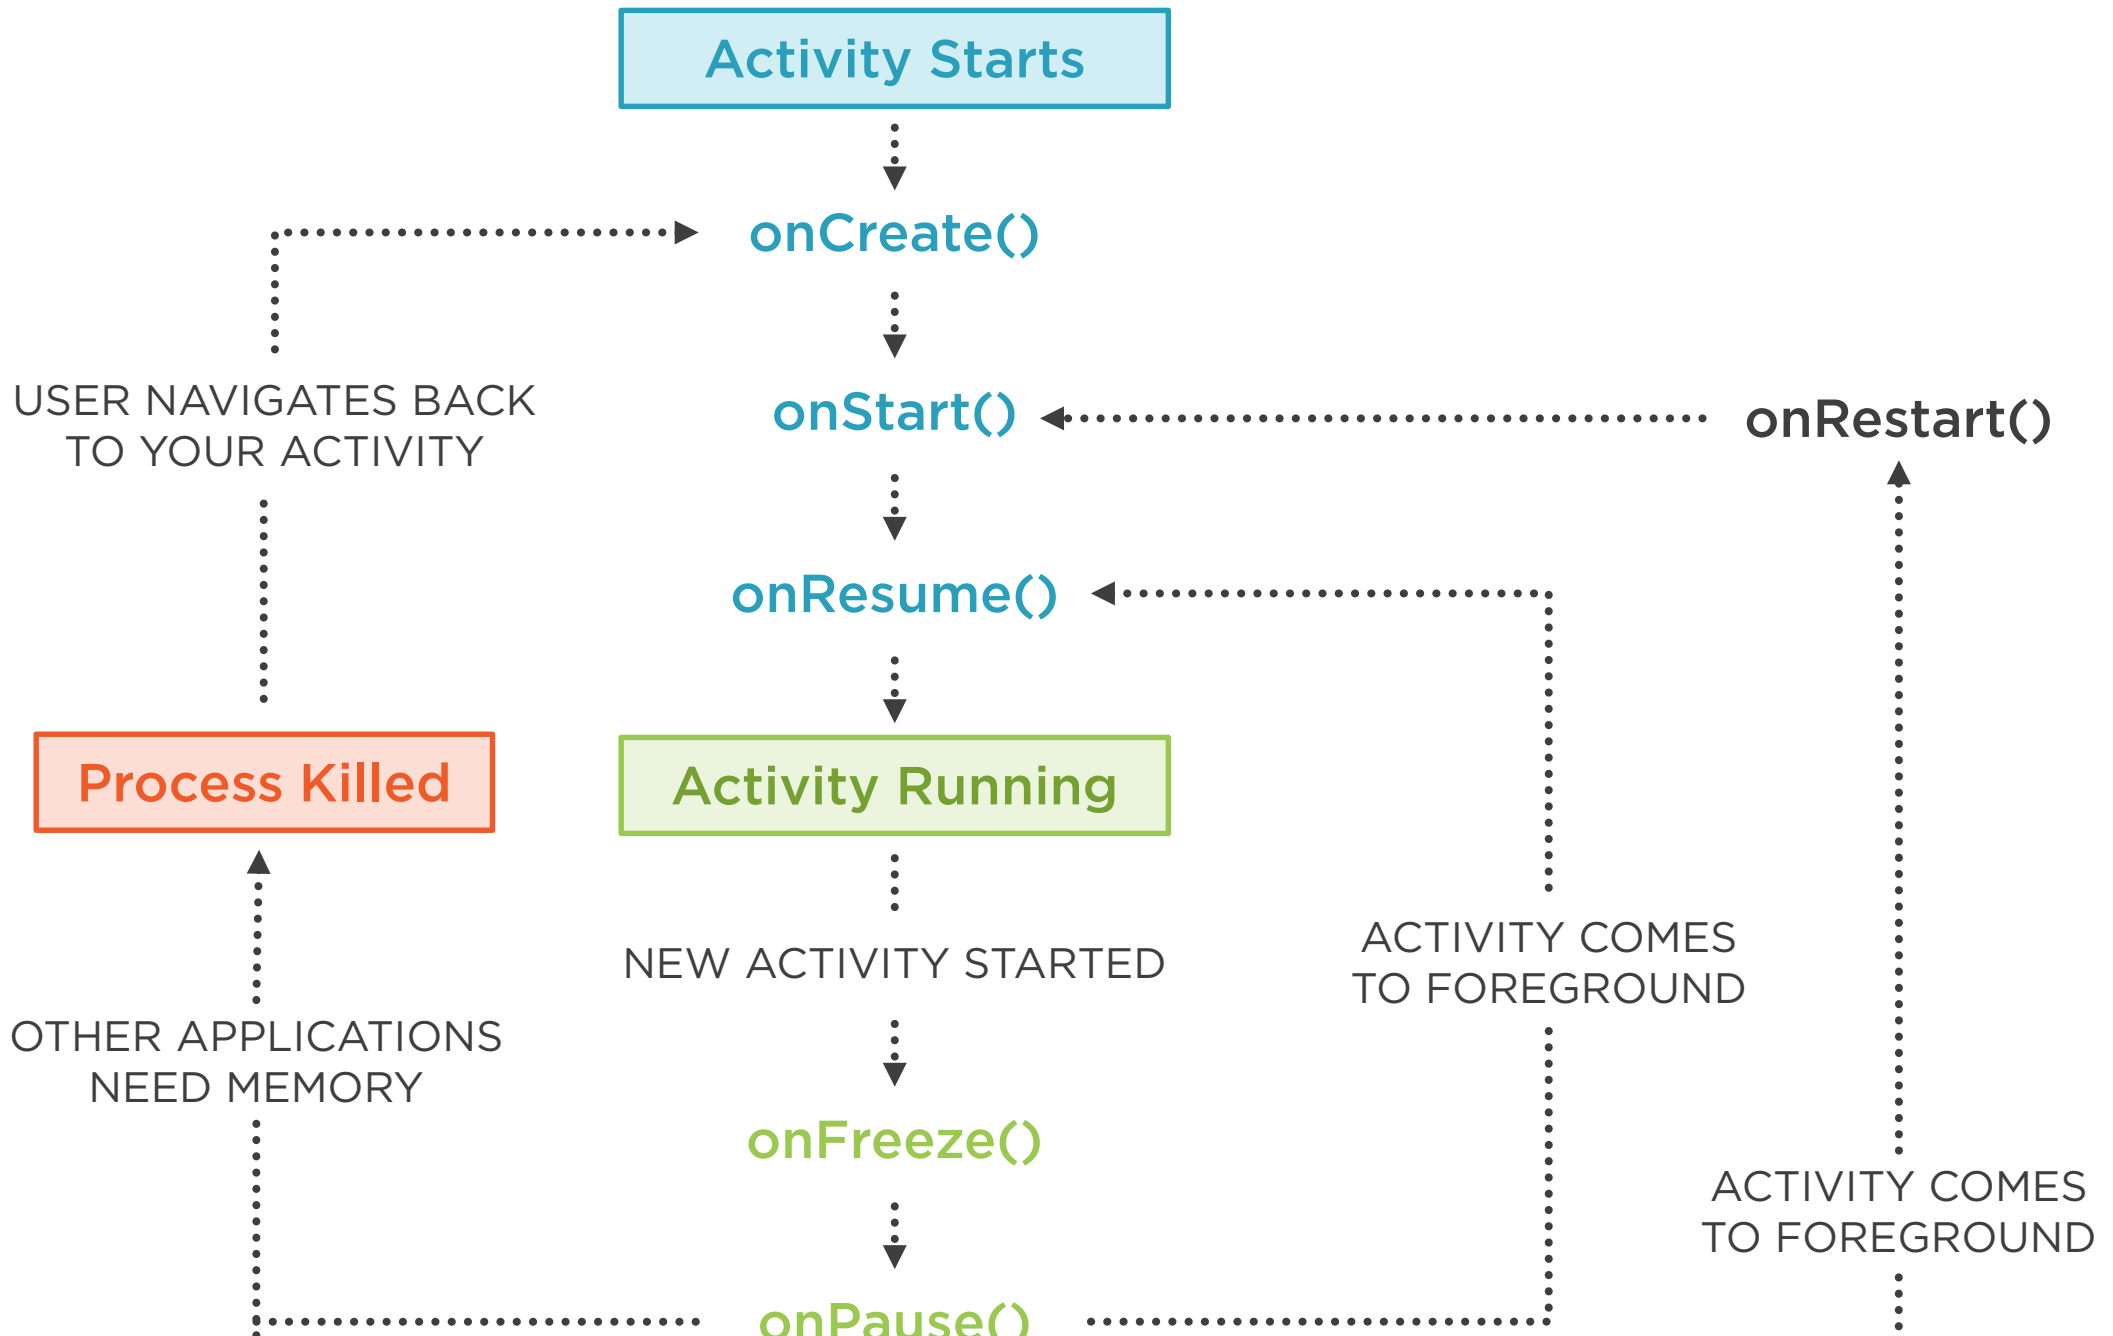 Activity Starts
onCreate()
USER NAVIGATES BACK
TO YOUR ACTIVITY
onStart()
onRestart()
onResume()
Process Killed
Activity Running
NEW ACTIVITY STARTED
ACTIVITY COMES
TO FOREGROUND
OTHER APPLICATIONS
NEED MEMORY
onFreeze()
ACTIVITY COMES
TO FOREGROUND
onPause()